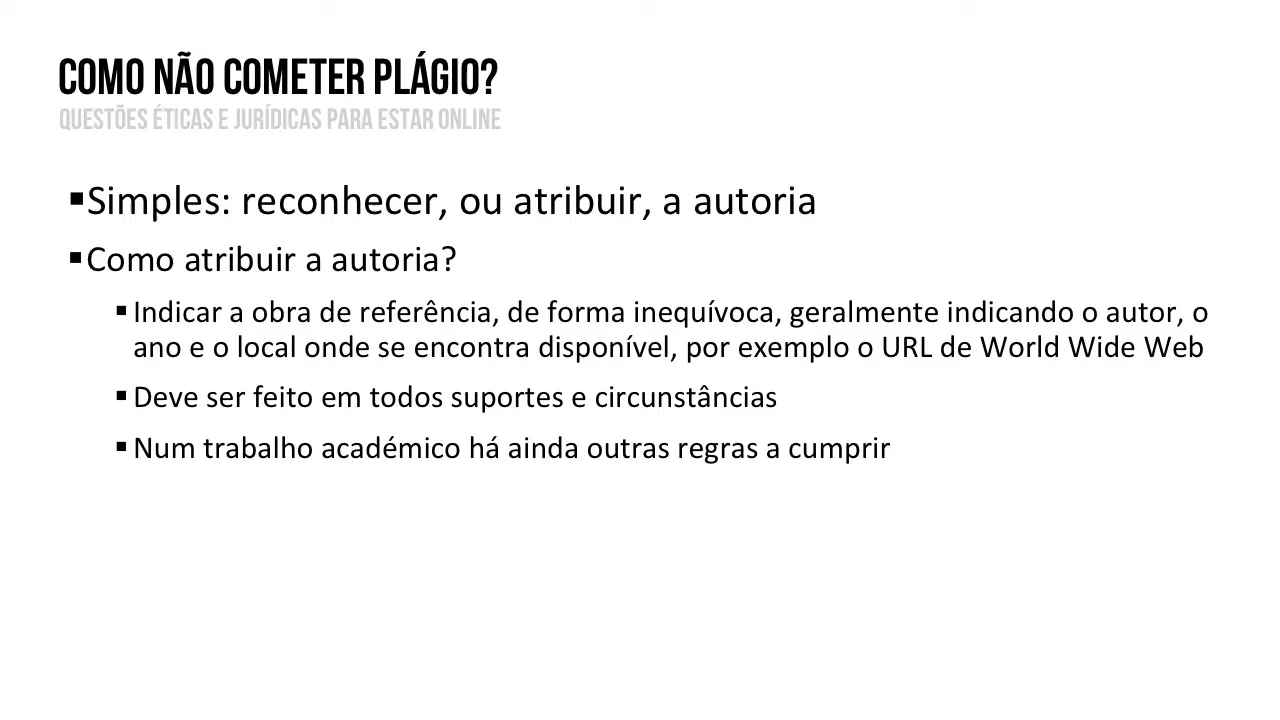 COMO NÃO COMETER PLÁGIO?
QUESTÕES ÉTICAS E JURÍDICAS PARA ESTAR ONLINE
▪Simples: reconhecer, ou atribuir, a autoria
▪Como atribuir a autoria?
▪Indicar a obra de referência, de forma inequívoca, geralmente indicando o autor, o
ano e o local onde se encontra disponível, por exemplo o URL de World Wide Web
▪Deve ser feito em todos suportes e circunstâncias
▪Num trabalho académico há ainda outras regras a cumprir